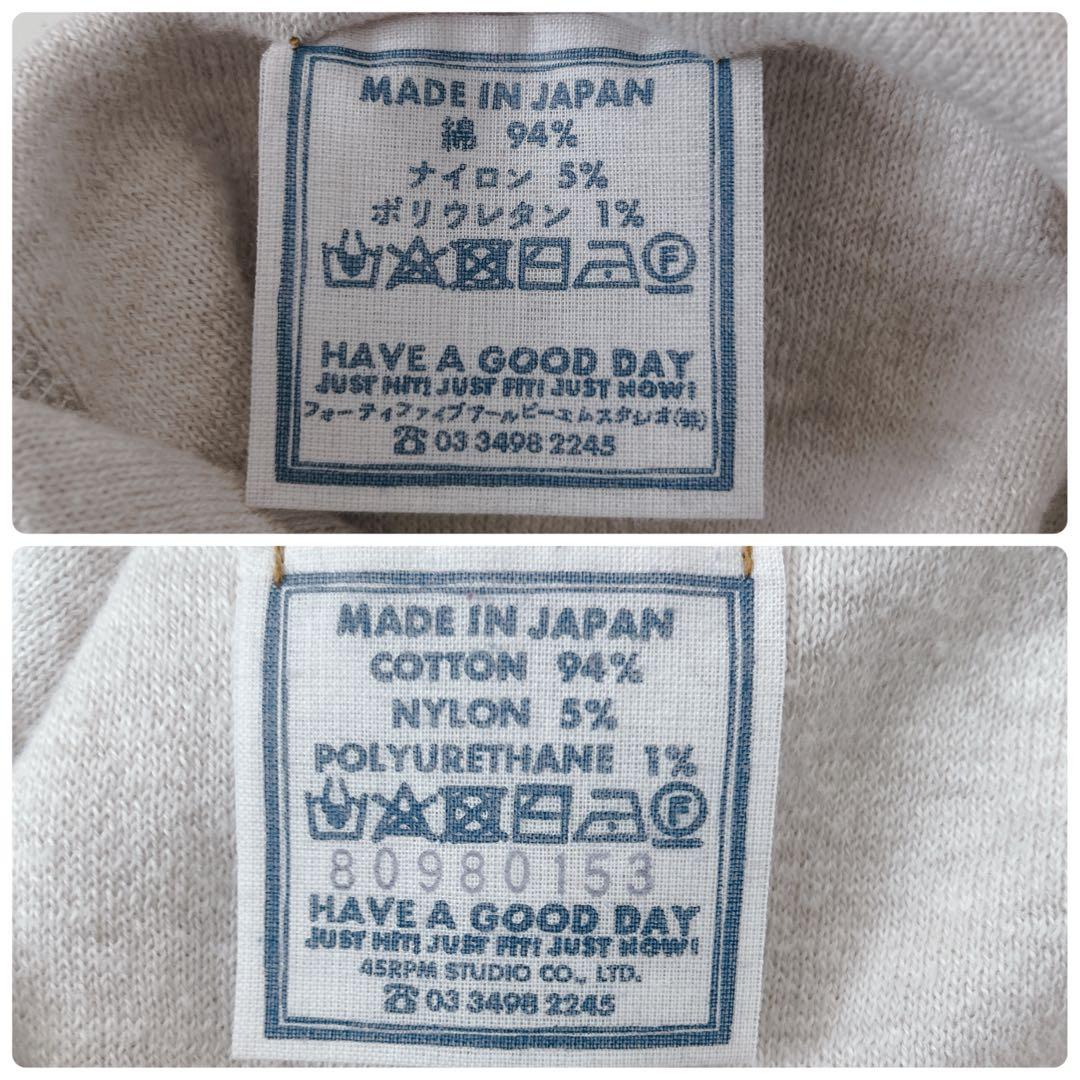 MADE IN JAPAN
綿 94%
ナイロン 5%
ポリウレタン 1%
F
HAVE A GOOD DAY
JUST HIT! JUST FIT! JUST NOW!
フォーティファイブアールピーエムスタジオ(株)
☎ 03 3498 2245
MADE IN JAPAN
COTTON 94%
NYLON 5%
POLYURETHANE 1%
F
80980153
HAVE A GOOD DAY
JUST HIT! JUST FIT! JUST NOW!
45RPM STUDIO CO., LTD.
☎ 03 3498 2245